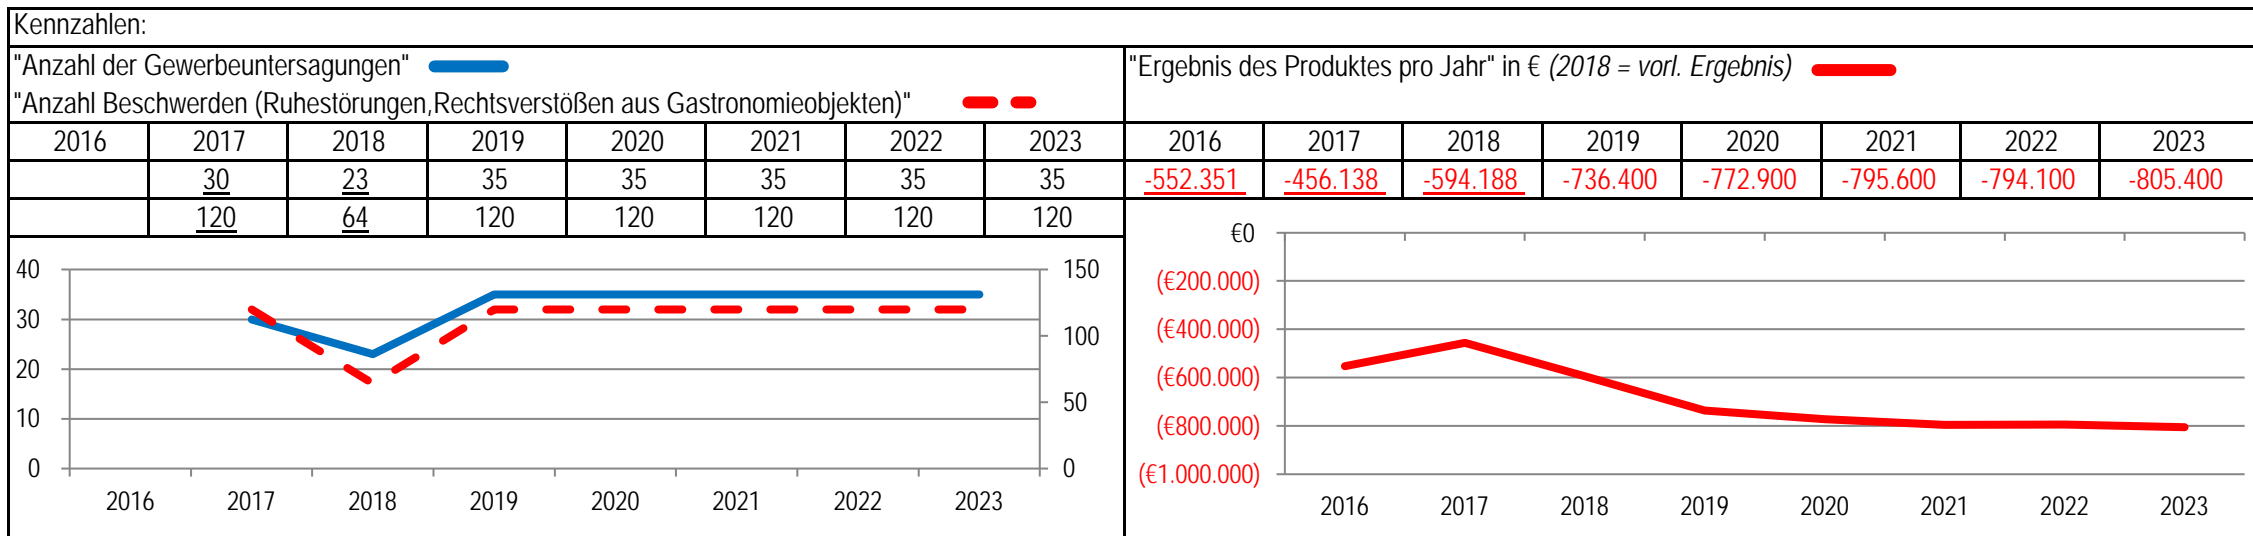 Kennzahlen:
"Anzahl der Gewerbeuntersagungen"
"Anzahl Beschwerden (Ruhestörungen,Rechtsverstößen aus Gastronomieobjekten)"
2016 2017 2018 2019 2020 2021 2022 2023
30 23 35 35 35 35 35
120 64 120 120 120 120 120
40
30
20
10
0
150
100
50
0
2016 2017 2018 2019 2020 2021 2022 2023
"Ergebnis des Produktes pro Jahr" in € (2018 = vorl. Ergebnis)
2016 2017 2018 2019 2020 2021 2022 2023
-552.351 -456.138 -594.188 -736.400 -772.900 -795.600 -794.100 -805.400
€0
(€200.000)
(€400.000)
(€600.000)
(€800.000)
(€1.000.000)
2016 2017 2018 2019 2020 2021 2022 2023